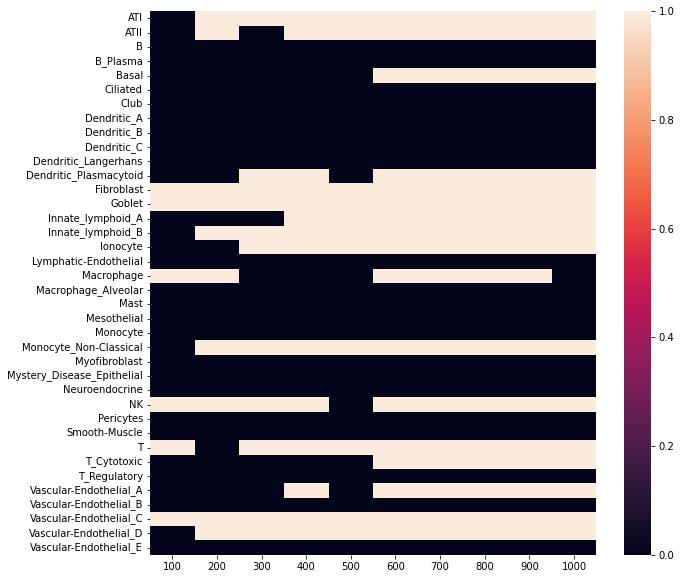 ATI
ATII
B
B_Plasma
Basal
Ciliated
Club
Dendritic_A
Dendritic_B
Dendritic_C
Dendritic_Langerhans
Dendritic_Plasmacytoid
Fibroblast
Goblet
Innate_lymphoid_A
Innate_lymphoid_B
Ionocyte
Lymphatic-Endothelial
Macrophage
Macrophage_Alveolar
Mast
Mesothelial
Monocyte
Monocyte_Non-Classical
Myofibroblast
Mystery_Disease_Epithelial
Neuroendocrine
NK
Pericytes
Smooth-Muscle
T
T_Cytotoxic
T_Regulatory
Vascular-Endothelial_A
Vascular-Endothelial_B
Vascular-Endothelial_C
Vascular-Endothelial_D
Vascular-Endothelial_E
100 200 300 400 500 600 700 800 900 1000
1.0
0.8
0.6
0.4
0.2
0.0